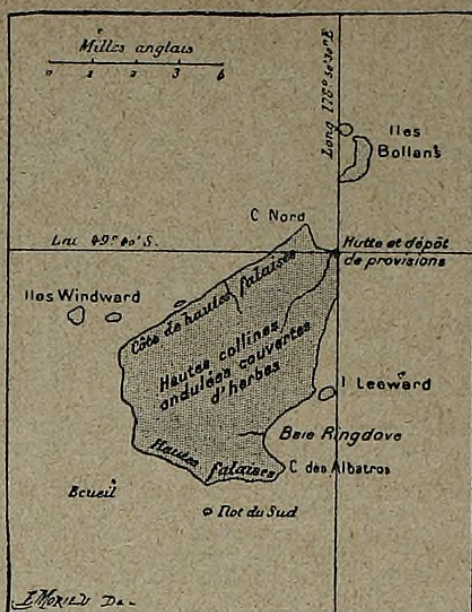 Milles anglais
0 1 2 3 6
Long 178° 50' 30" E
Iles
Bollans
C Nord
Lat 49° 40' S.
Hutte et dépôt
de provisions
Iles Windward
Côte de hautes falaises
Hautes collines
ondulées couvertes
d'herbes
I Leeward
Baie Ringdove
Hautes falaises
C des Albatros
Ecueil
Ilot du Sud
E. MORIEU